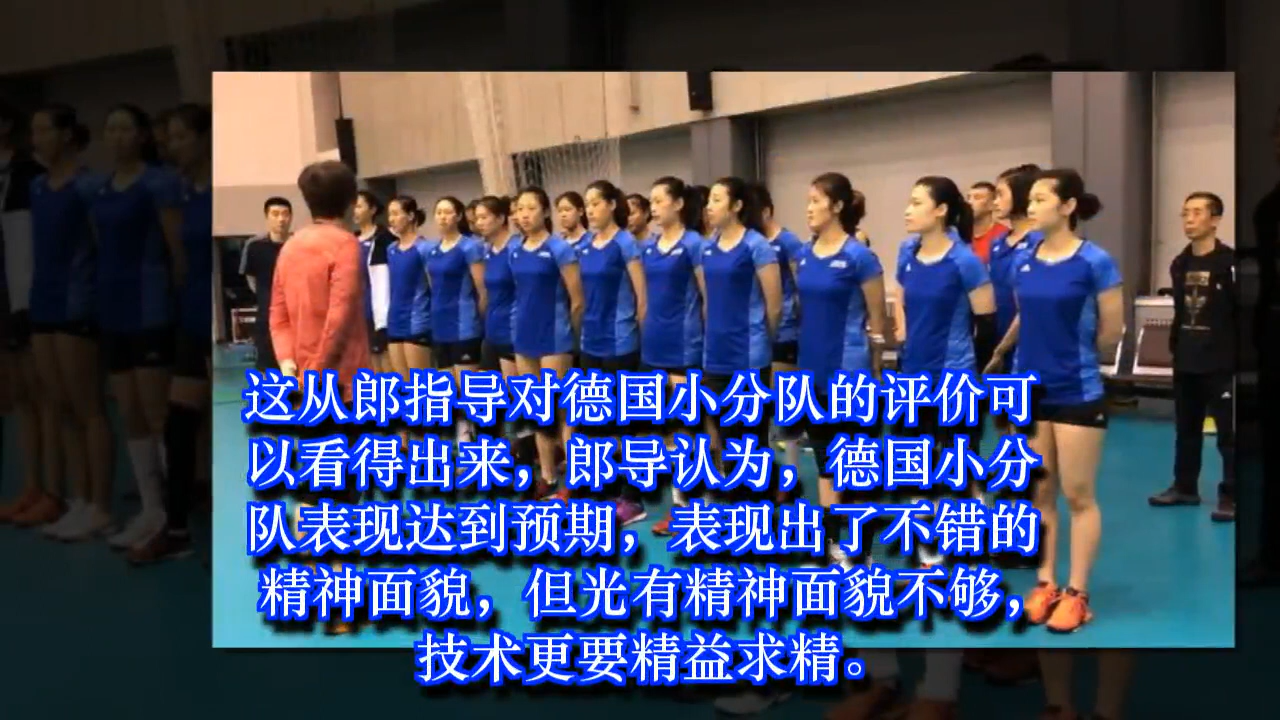 这从郎指导对德国小分队的评价可
以看得出来，郎导认为，德国小分
队表现达到预期，表现出了不错的
精神面貌，但光有精神面貌不够，
技术更要精益求精。